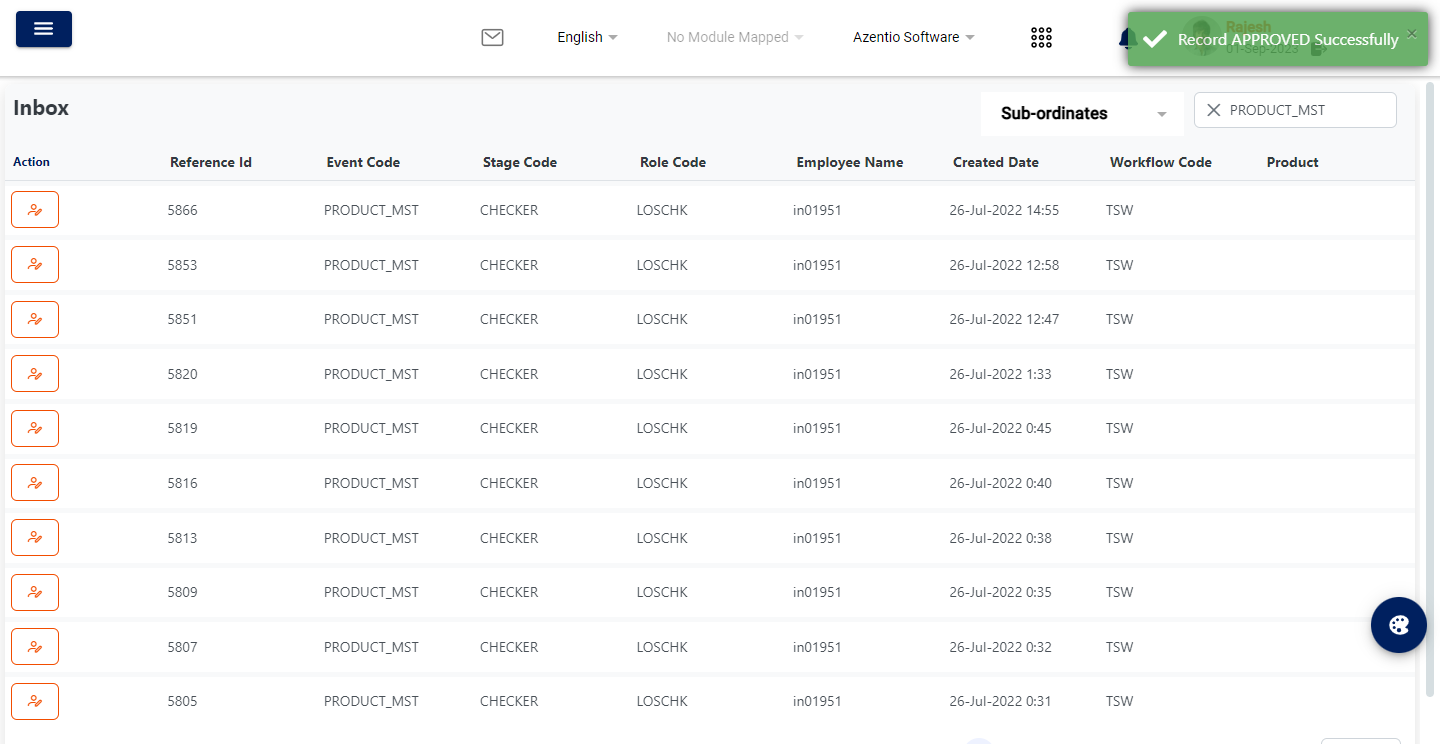 English No Module Mapped Azentio Software Rajesh
01-Sep-2023
Record APPROVED Successfully ×
Inbox Sub-ordinates PRODUCT_MST
Action Reference Id Event Code Stage Code Role Code Employee Name Created Date Workflow Code Product
5866 PRODUCT_MST CHECKER LOSCHK in01951 26-Jul-2022 14:55 TSW
5853 PRODUCT_MST CHECKER LOSCHK in01951 26-Jul-2022 12:58 TSW
5851 PRODUCT_MST CHECKER LOSCHK in01951 26-Jul-2022 12:47 TSW
5820 PRODUCT_MST CHECKER LOSCHK in01951 26-Jul-2022 1:33 TSW
5819 PRODUCT_MST CHECKER LOSCHK in01951 26-Jul-2022 0:45 TSW
5816 PRODUCT_MST CHECKER LOSCHK in01951 26-Jul-2022 0:40 TSW
5813 PRODUCT_MST CHECKER LOSCHK in01951 26-Jul-2022 0:38 TSW
5809 PRODUCT_MST CHECKER LOSCHK in01951 26-Jul-2022 0:35 TSW
5807 PRODUCT_MST CHECKER LOSCHK in01951 26-Jul-2022 0:32 TSW
5805 PRODUCT_MST CHECKER LOSCHK in01951 26-Jul-2022 0:31 TSW